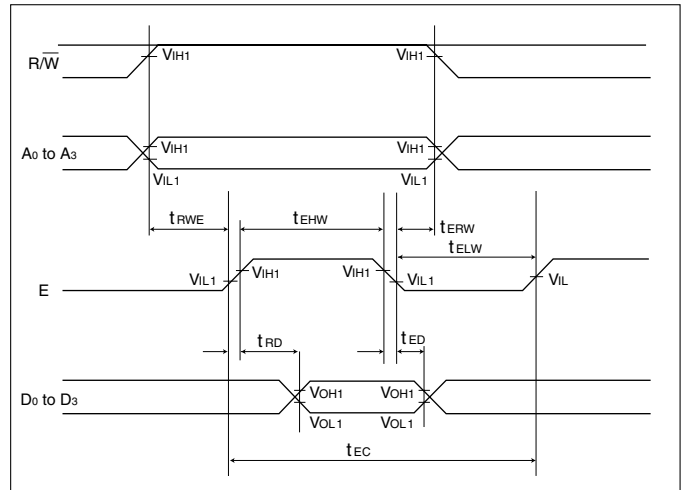 R/W VIH1 VIH1
A0 to A3 VIH1 VIH1
VIL1 VIL1
tRWE tEHW tERW
tELW
E VIL1 VIH1 VIH1 VIL1 VIL
tRD tED
D0 to D3 VOH1 VOH1
VOL1 VOL1
tEC